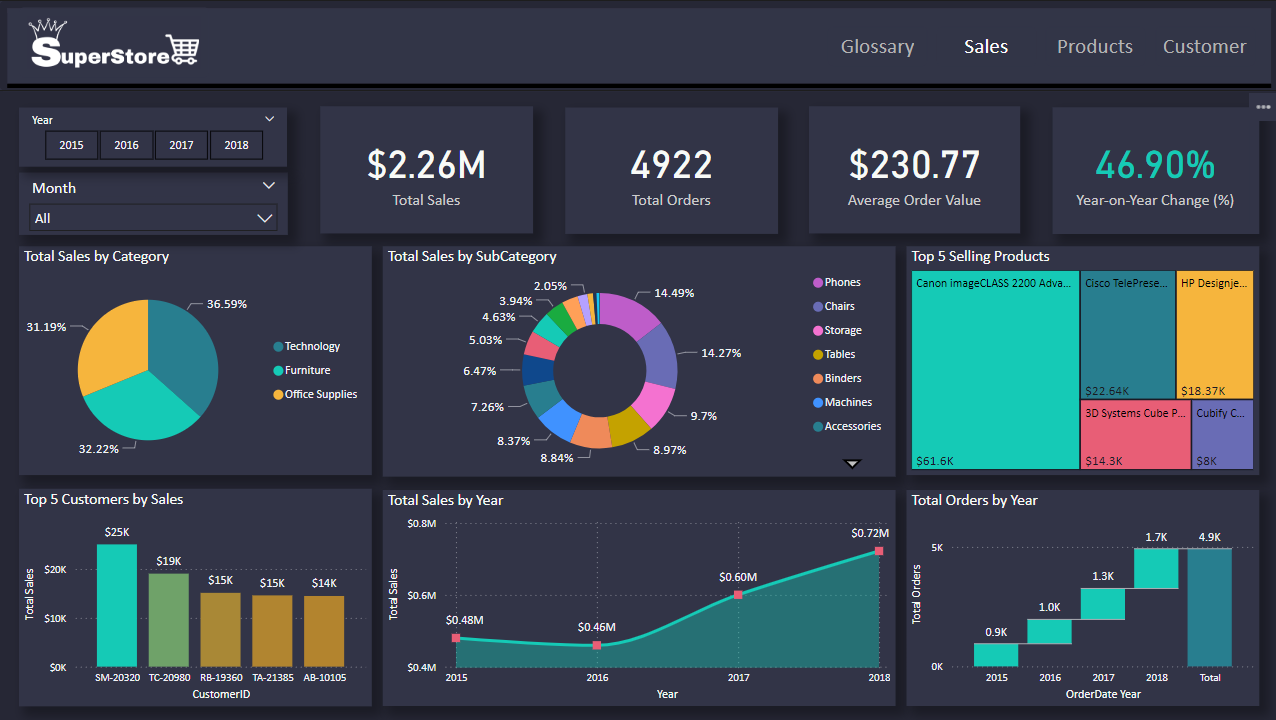 SuperStore
Glossary Sales Products Customer
Year
2015 2016 2017 2018
Month
All
$2.26M
Total Sales
4922
Total Orders
$230.77
Average Order Value
46.90%
Year-on-Year Change (%)
Total Sales by Category
36.59%
31.19%
32.22%
Technology
Furniture
Office Supplies
Total Sales by SubCategory
2.05%
3.94%
4.63%
5.03%
6.47%
7.26%
8.37%
8.84%
14.49%
14.27%
9.7%
8.97%
Phones
Chairs
Storage
Tables
Binders
Machines
Accessories
Top 5 Selling Products
Canon imageCLASS 2200 Adva...
$61.6K
Cisco TelePrese...
$22.64K
HP Designje...
$18.37K
3D Systems Cube P...
$14.3K
Cubify C...
$8K
Top 5 Customers by Sales
Total Sales
$20K
$10K
$0K
$25K
$19K
$15K
$15K
$14K
SM-20320 TC-20980 RB-19360 TA-21385 AB-10105
CustomerID
Total Sales by Year
Total Sales
$0.8M
$0.6M
$0.4M
$0.48M
$0.46M
$0.60M
$0.72M
2015 2016 2017 2018
Year
Total Orders by Year
Total Orders
5K
0K
0.9K
1.0K
1.3K
1.7K
4.9K
2015 2016 2017 2018 Total
OrderDate Year